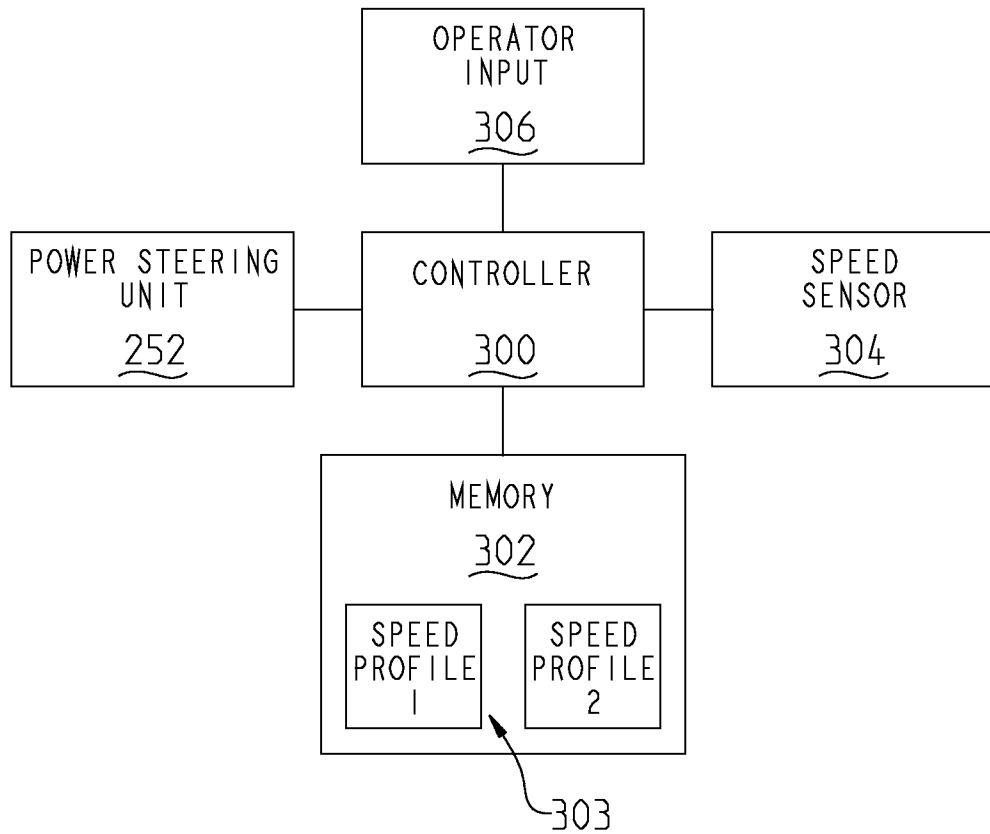 OPERATOR
INPUT
306
POWER STEERING
UNIT
252
CONTROLLER
300
SPEED
SENSOR
304
MEMORY
302
SPEED
PROFILE
1
SPEED
PROFILE
2
303